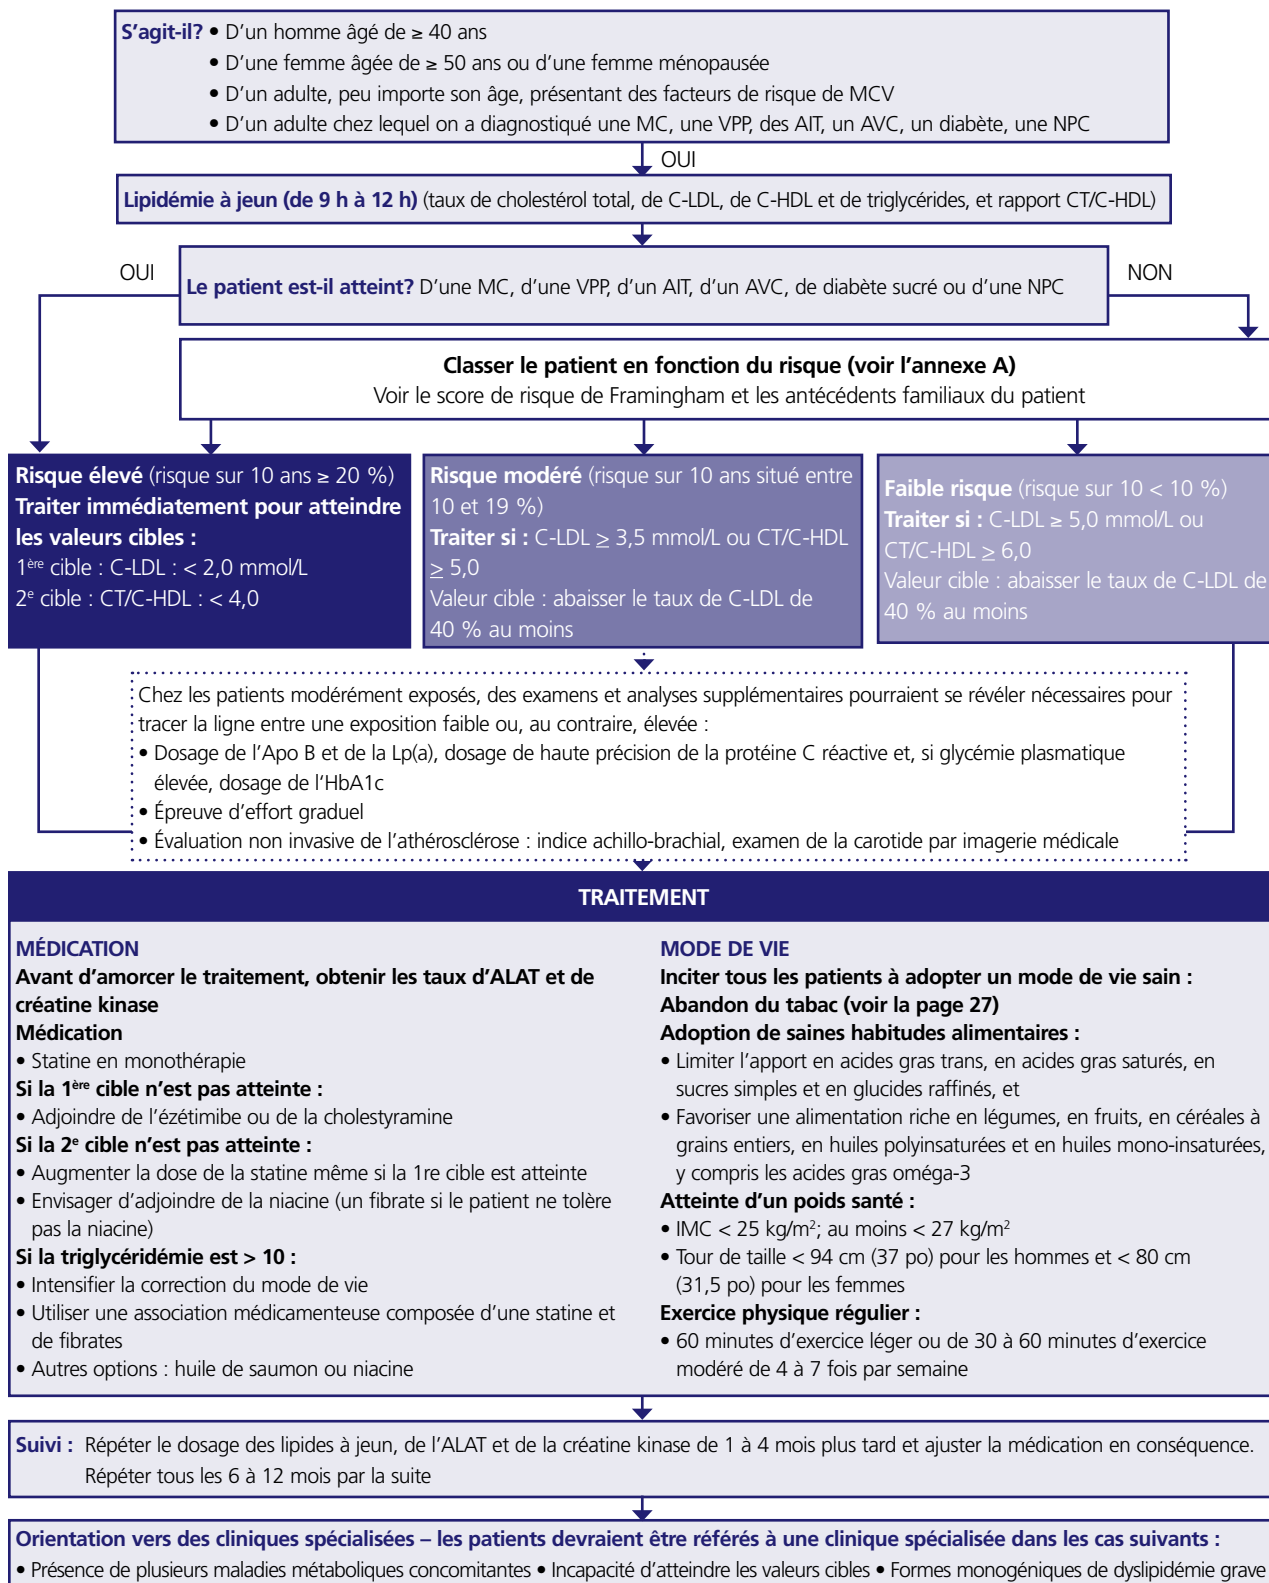 S'agit-il? • D'un homme âgé de ≥ 40 ans
• D'une femme âgée de ≥ 50 ans ou d'une femme ménopausée
• D'un adulte, peu importe son âge, présentant des facteurs de risque de MCV
• D'un adulte chez lequel on a diagnostiqué une MC, une VPP, des AIT, un AVC, un diabète, une NPC
OUI
Lipidémie à jeun (de 9 h à 12 h) (taux de cholestérol total, de C-LDL, de C-HDL et de triglycérides, et rapport CT/C-HDL)
OUI
Le patient est-il atteint? D'une MC, d'une VPP, d'un AIT, d'un AVC, de diabète sucré ou d'une NPC
NON
Classer le patient en fonction du risque (voir l'annexe A)
Voir le score de risque de Framingham et les antécédents familiaux du patient
Risque élevé (risque sur 10 ans ≥ 20 %)
Traiter immédiatement pour atteindre
les valeurs cibles :
1ère cible : C-LDL : < 2,0 mmol/L
2e cible : CT/C-HDL : < 4,0
Risque modéré (risque sur 10 ans situé entre
10 et 19 %)
Traiter si : C-LDL ≥ 3,5 mmol/L ou CT/C-HDL
≥ 5,0
Valeur cible : abaisser le taux de C-LDL de
40 % au moins
Faible risque (risque sur 10 < 10 %)
Traiter si : C-LDL ≥ 5,0 mmol/L ou
CT/C-HDL ≥ 6,0
Valeur cible : abaisser le taux de C-LDL de
40 % au moins
Chez les patients modérément exposés, des examens et analyses supplémentaires pourraient se révéler nécessaires pour
tracer la ligne entre une exposition faible ou, au contraire, élevée :
• Dosage de l'Apo B et de la Lp(a), dosage de haute précision de la protéine C réactive et, si glycémie plasmatique
élevée, dosage de l'HbA1c
• Épreuve d'effort graduel
• Évaluation non invasive de l'athérosclérose : indice achillo-brachial, examen de la carotide par imagerie médicale
TRAITEMENT
MÉDICATION
Avant d'amorcer le traitement, obtenir les taux d'ALAT et de
créatine kinase
Médication
• Statine en monothérapie
Si la 1ère cible n'est pas atteinte :
• Adjoindre de l'ézétimibe ou de la cholestyramine
Si la 2e cible n'est pas atteinte :
• Augmenter la dose de la statine même si la 1re cible est atteinte
• Envisager d'adjoindre de la niacine (un fibrate si le patient ne tolère
pas la niacine)
Si la triglycéridémie est > 10 :
• Intensifier la correction du mode de vie
• Utiliser une association médicamenteuse composée d'une statine et
de fibrates
• Autres options : huile de saumon ou niacine
MODE DE VIE
Inciter tous les patients à adopter un mode de vie sain :
Abandon du tabac (voir la page 27)
Adoption de saines habitudes alimentaires :
• Limiter l'apport en acides gras trans, en acides gras saturés, en
sucres simples et en glucides raffinés, et
• Favoriser une alimentation riche en légumes, en fruits, en céréales à
grains entiers, en huiles polyinsaturées et en huiles mono-insaturées,
y compris les acides gras oméga-3
Atteinte d'un poids santé :
• IMC < 25 kg/m²; au moins < 27 kg/m²
• Tour de taille < 94 cm (37 po) pour les hommes et < 80 cm
(31,5 po) pour les femmes
Exercice physique régulier :
• 60 minutes d'exercice léger ou de 30 à 60 minutes d'exercice
modéré de 4 à 7 fois par semaine
Suivi : Répéter le dosage des lipides à jeun, de l'ALAT et de la créatine kinase de 1 à 4 mois plus tard et ajuster la médication en conséquence.
Répéter tous les 6 à 12 mois par la suite
Orientation vers des cliniques spécialisées – les patients devraient être référés à une clinique spécialisée dans les cas suivants :
• Présence de plusieurs maladies métaboliques concomitantes • Incapacité d'atteindre les valeurs cibles • Formes monogéniques de dyslipidémie grave